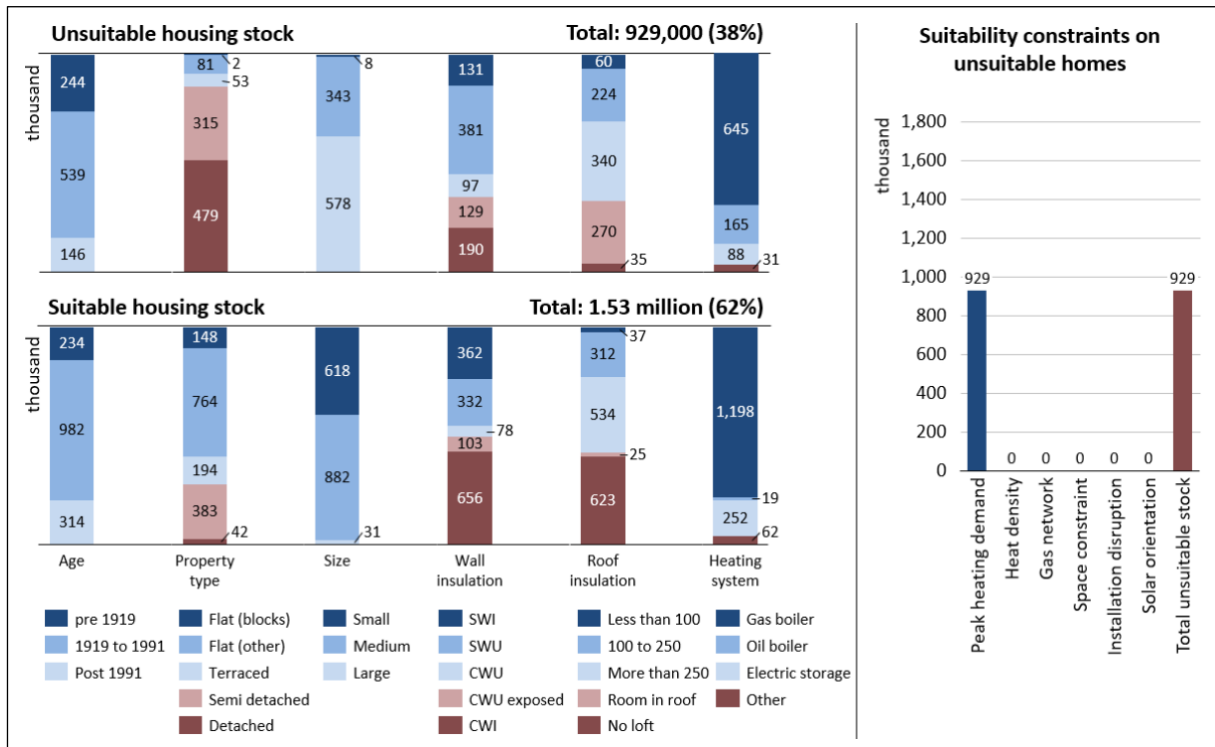 Unsuitable housing stock
Total: 929,000 (38%)
thousand
244
539
146
81
2
53
315
479
8
343
578
131
381
97
129
190
60
224
340
270
35
645
165
88
31
Suitable housing stock
Total: 1.53 million (62%)
thousand
234
982
314
148
764
194
383
42
618
882
31
362
332
78
103
656
37
312
534
25
623
1,198
19
252
62
Age
Property
type
Size
Wall
insulation
Roof
insulation
Heating
system
pre 1919
1919 to 1991
Post 1991
Flat (blocks)
Flat (other)
Terraced
Semi detached
Detached
Small
Medium
Large
SWI
SWU
CWU
CWU exposed
CWI
Less than 100
100 to 250
More than 250
Room in roof
No loft
Gas boiler
Oil boiler
Electric storage
Other
Suitability constraints on
unsuitable homes
thousand
1,800
1,600
1,400
1,200
1,000
800
600
400
200
0
929
0
0
0
0
0
929
Peak heating demand
Heat density
Gas network
Space constraint
Installation disruption
Solar orientation
Total unsuitable stock